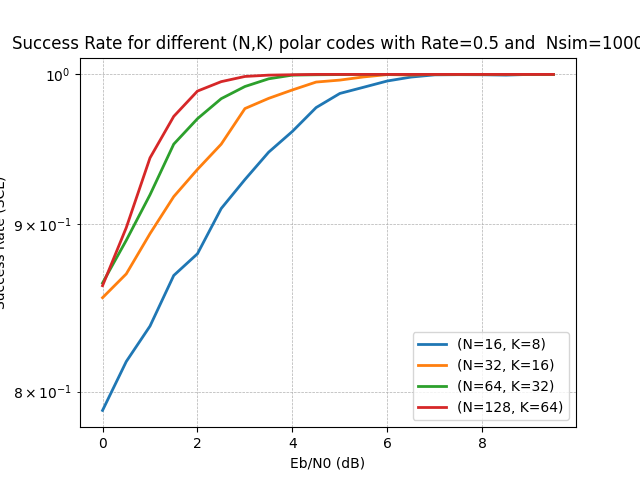 Success Rate for different (N,K) polar codes with Rate=0.5 and Nsim=1000
10⁰
9 × 10⁻¹
8 × 10⁻¹
Success Rate (SCL)
(N=16, K=8)
(N=32, K=16)
(N=64, K=32)
(N=128, K=64)
0 2 4 6 8
Eb/N0 (dB)